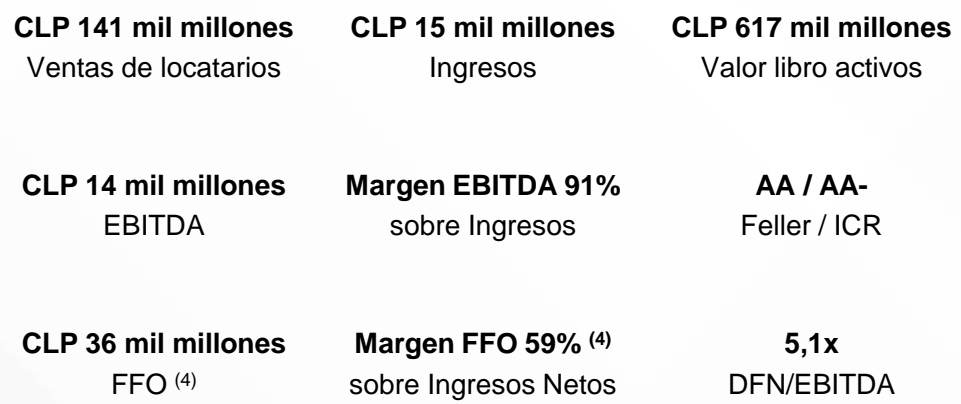 CLP 141 mil millones
Ventas de locatarios
CLP 15 mil millones
Ingresos
CLP 617 mil millones
Valor libro activos
CLP 14 mil millones
EBITDA
Margen EBITDA 91%
sobre Ingresos
AA / AA-
Feller / ICR
CLP 36 mil millones
FFO (4)
Margen FFO 59% (4)
sobre Ingresos Netos
5,1x
DFN/EBITDA